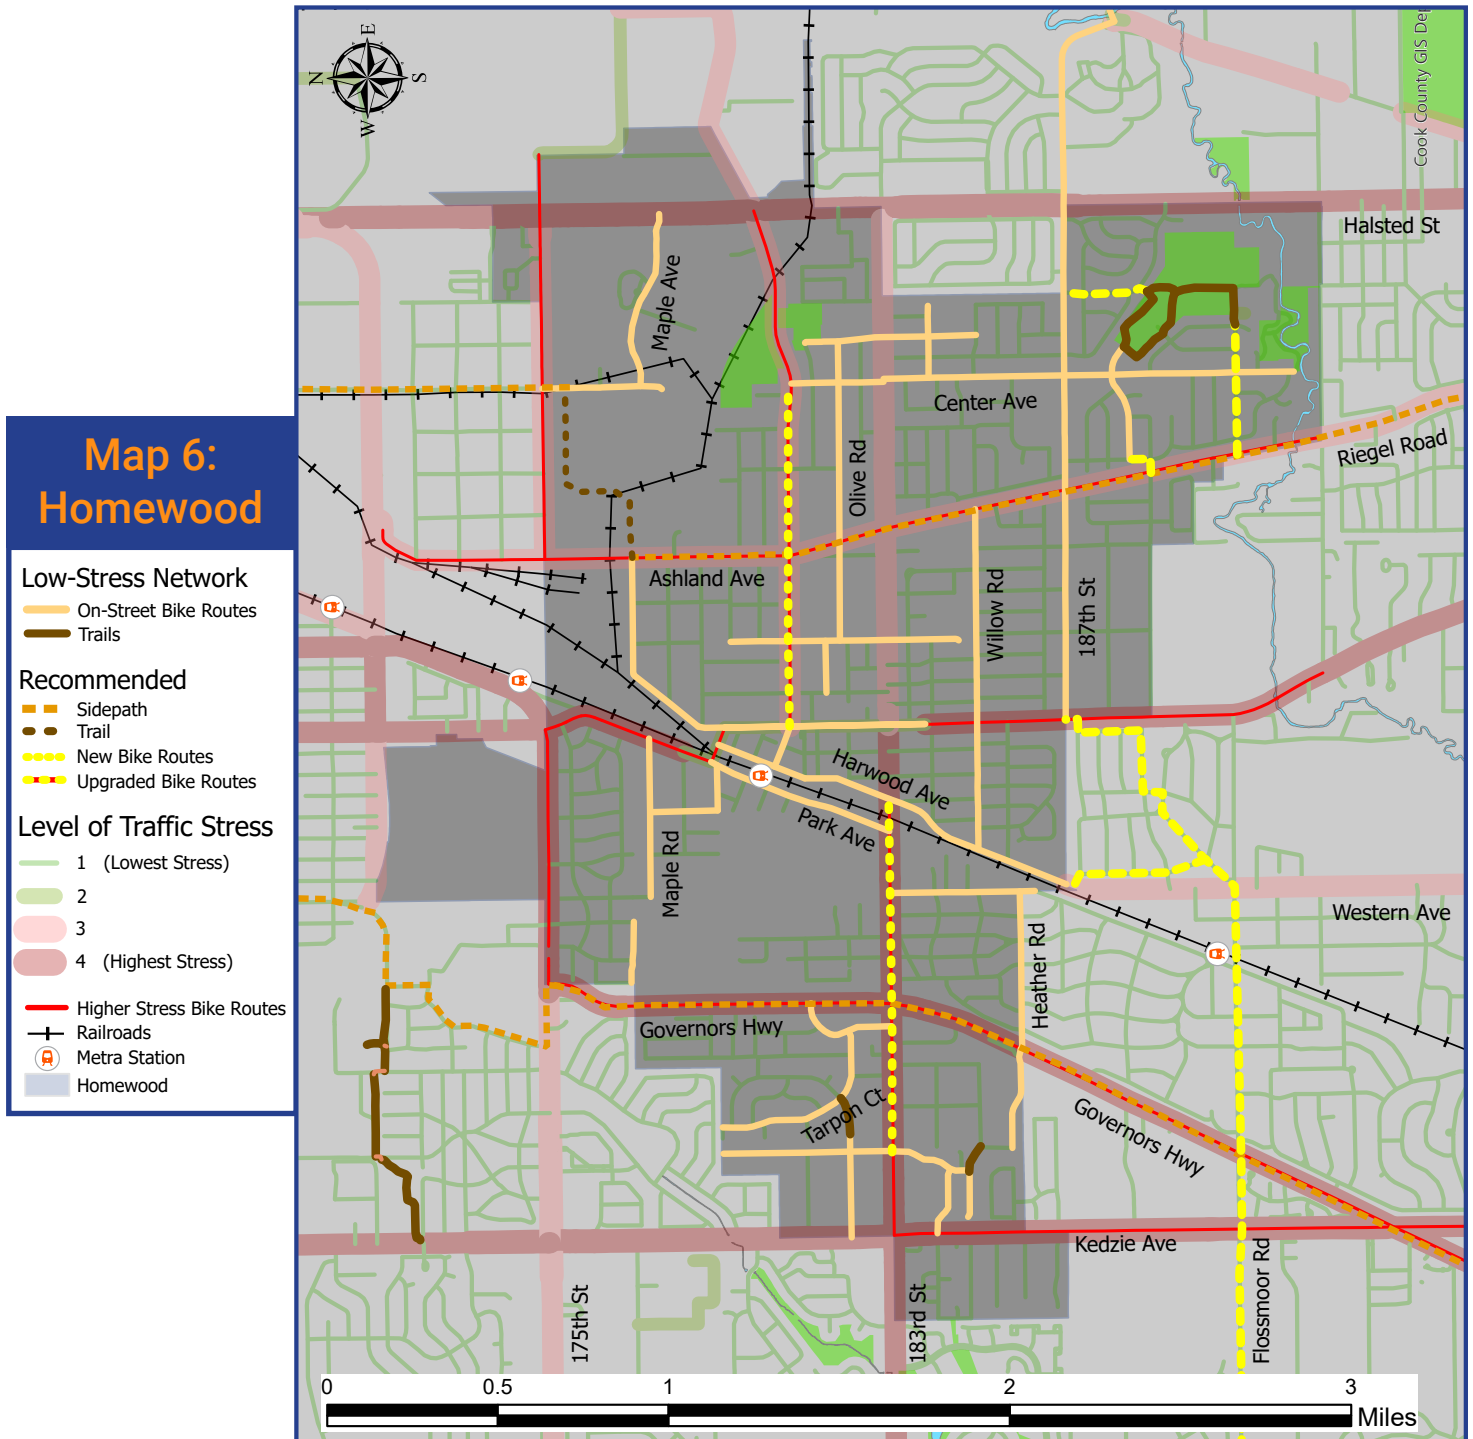 Map 6:
Homewood
Low-Stress Network
On-Street Bike Routes
Trails
Recommended
Sidepath
Trail
New Bike Routes
Upgraded Bike Routes
Level of Traffic Stress
1 (Lowest Stress)
2
3
4 (Highest Stress)
Higher Stress Bike Routes
Railroads
Metra Station
Homewood
E
N
S
W
Cook County GIS Dep
Halsted St
Maple Ave
Center Ave
Olive Rd
Riegel Road
Ashland Ave
Willow Rd
187th St
Harwood Ave
Park Ave
Maple Rd
Western Ave
Heather Rd
Governors Hwy
Tarpon Ct
Governors Hwy
Kedzie Ave
175th St
183rd St
Flossmoor Rd
0 0.5 1 2 3
Miles